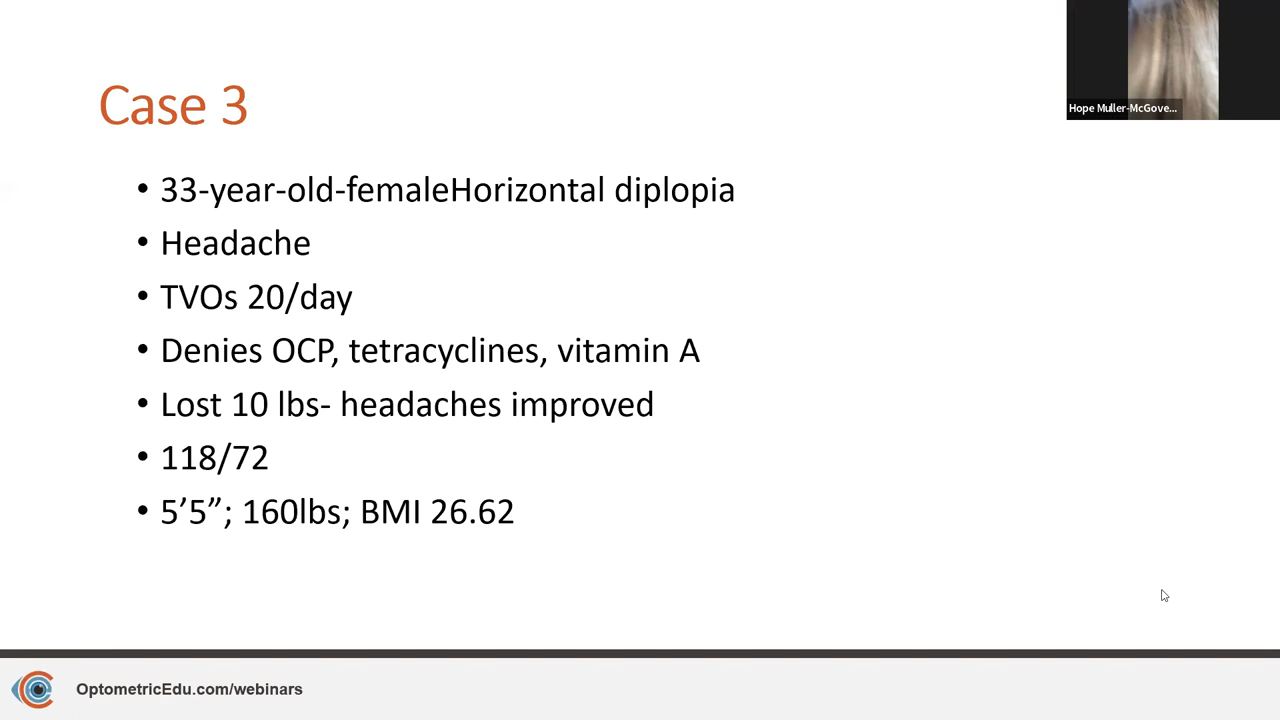 Hope Muller-McGove...
Case 3
• 33-year-old-femaleHorizontal diplopia
• Headache
• TVOs 20/day
• Denies OCP, tetracyclines, vitamin A
• Lost 10 lbs- headaches improved
• 118/72
• 5’5”; 160lbs; BMI 26.62
OptometricEdu.com/webinars